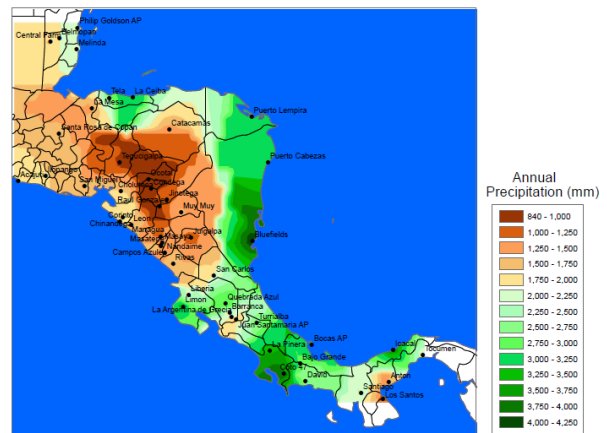 Philip Goldson AP
Central Farm
Belmopan
Melinda
Tela
La Ceiba
La Mesa
Puerto Lempira
Catacamas
Santa Rosa de Copan
Tegucigalpa
Puerto Cabezas
Ilopango
Acajutla
San Miguel
Ocotal
Choluteca
Condega
Jinotega
Raul Gonzalez
Muy Muy
Corinto
Leon
Chinandega
Managua
Juigalpa
Masaya
Masatepe
Bluefields
Nandaime
Campos Azules
Rivas
San Carlos
Liberia
Limon
Quebrada Azul
La Argentina de Grecia
Barranca
Turrialba
Juan Santamaria AP
Bocas AP
La Pinera
Icacal
Tocumen
Bajo Grande
Coto 47
David
Anton
Santiago
Los Santos
Annual
Precipitation (mm)
840 - 1,000
1,000 - 1,250
1,250 - 1,500
1,500 - 1,750
1,750 - 2,000
2,000 - 2,250
2,250 - 2,500
2,500 - 2,750
2,750 - 3,000
3,000 - 3,250
3,250 - 3,500
3,500 - 3,750
3,750 - 4,000
4,000 - 4,250